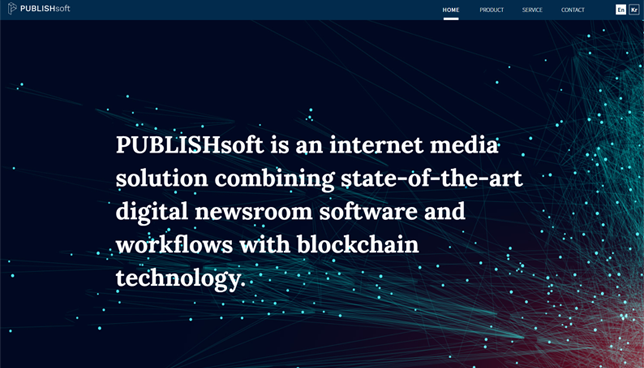 PUBLISHsoft
HOME PRODUCT SERVICE CONTACT En Kr
PUBLISHsoft is an internet media
solution combining state-of-the-art
digital newsroom software and
workflows with blockchain
technology.